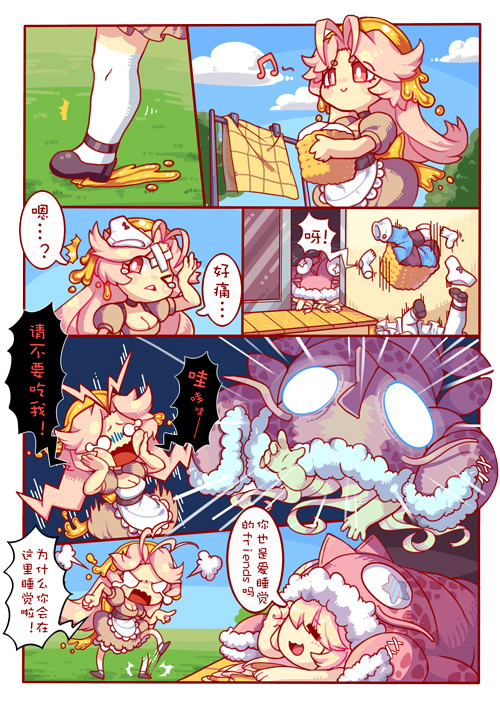 呀！
好痛…
嗯…？
哇哆哇—
请不要吃我！
你也是爱睡觉
的friends吗
为什么你会在
这里睡觉啦！